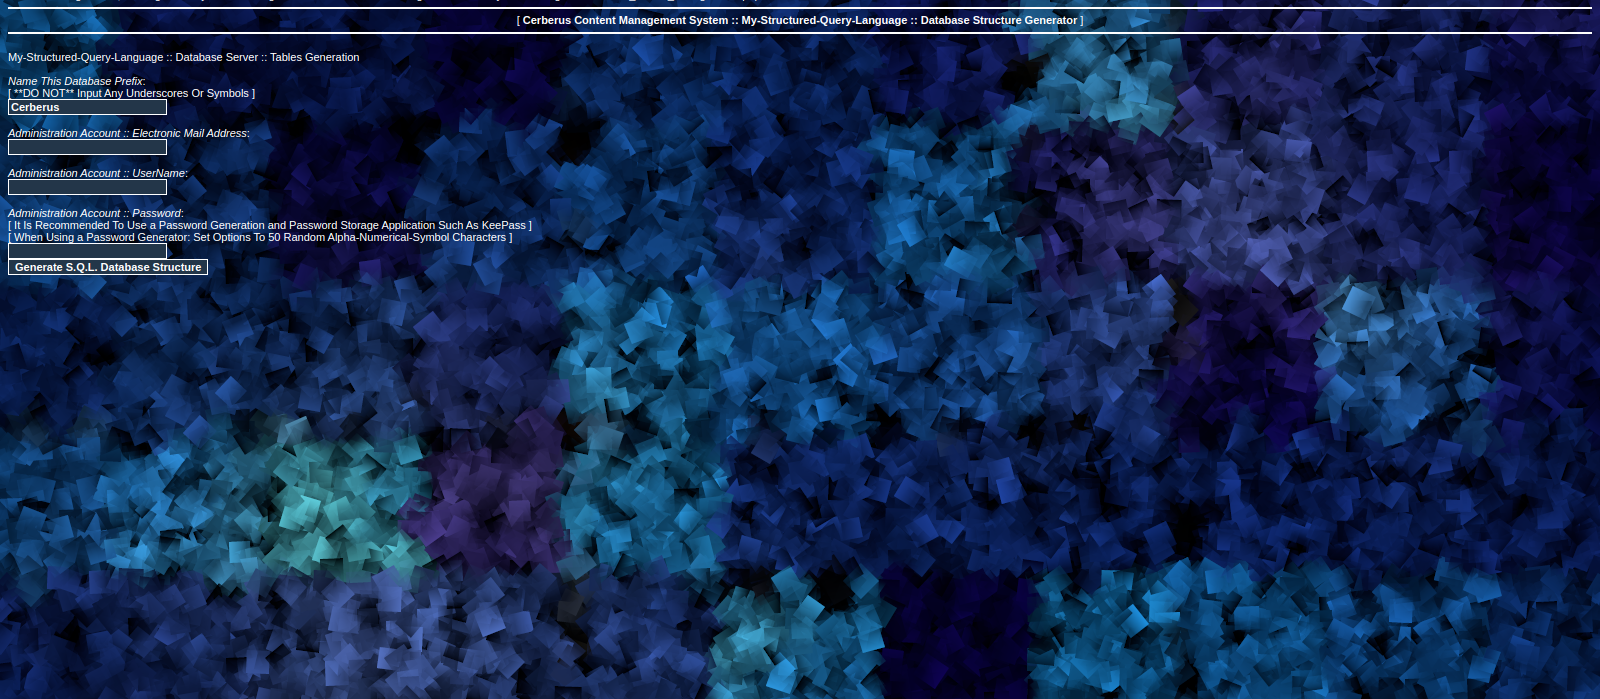 [ Cerberus Content Management System :: My-Structured-Query-Language :: Database Structure Generator ]
My-Structured-Query-Language :: Database Server :: Tables Generation
Name This Database Prefix:
[ **DO NOT** Input Any Underscores Or Symbols ]
Cerberus
Administration Account :: Electronic Mail Address:
Administration Account :: UserName:
Administration Account :: Password:
[ It Is Recommended To Use a Password Generation and Password Storage Application Such As KeePass ]
[ When Using a Password Generator: Set Options To 50 Random Alpha-Numerical-Symbol Characters ]
Generate S.Q.L. Database Structure